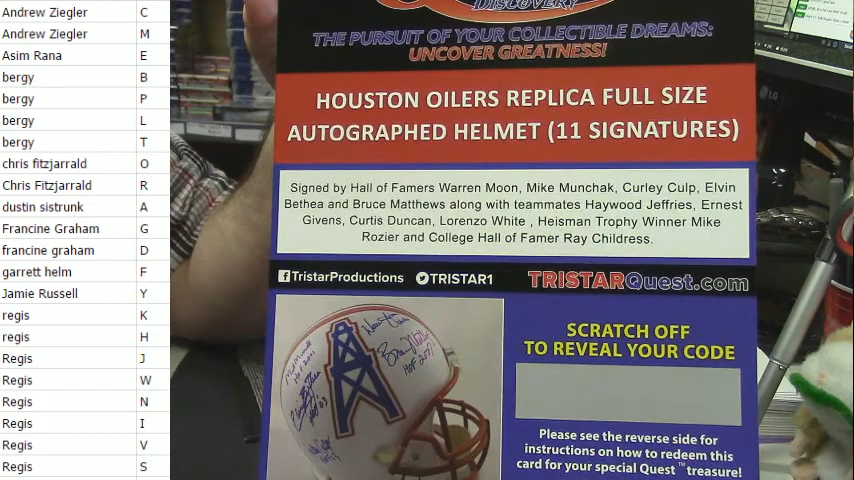 Andrew Ziegler C
Andrew Ziegler M
Asim Rana E
bergy B
bergy P
bergy L
bergy T
chris fitzjarrald O
Chris Fitzjarrald R
dustin sistrunk A
Francine Graham G
francine graham D
garrett helm F
Jamie Russell Y
regis K
regis H
Regis J
Regis W
Regis N
Regis I
Regis V
Regis S
DISCOVERY
THE PURSUIT OF YOUR COLLECTIBLE DREAMS:
UNCOVER GREATNESS!
HOUSTON OILERS REPLICA FULL SIZE
AUTOGRAPHED HELMET (11 SIGNATURES)
Signed by Hall of Famers Warren Moon, Mike Munchak, Curley Culp, Elvin
Bethea and Bruce Matthews along with teammates Haywood Jeffries, Ernest
Givens, Curtis Duncan, Lorenzo White , Heisman Trophy Winner Mike
Rozier and College Hall of Famer Ray Childress.
TristarProductions TRISTAR1 TRISTARQuest.com
SCRATCH OFF
TO REVEAL YOUR CODE
Please see the reverse side for
instructions on how to redeem this
card for your special Quest™ treasure!
LG